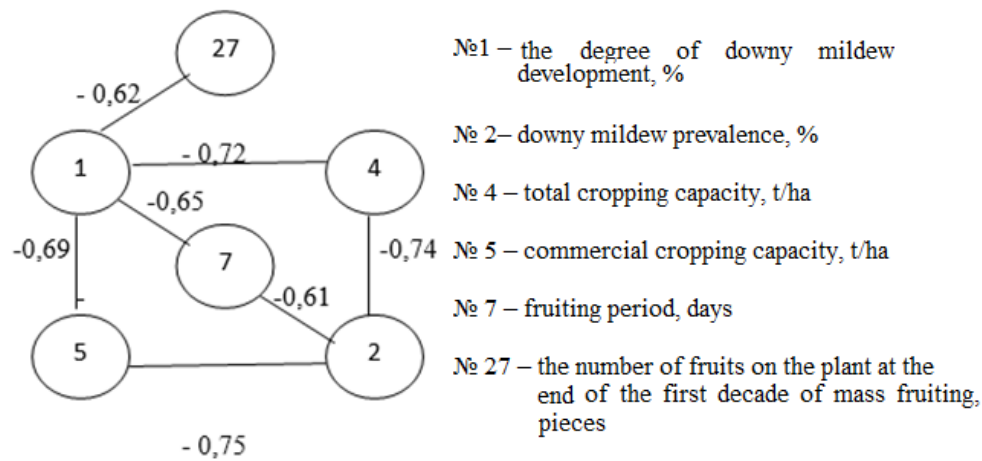 27
- 0,62
1
- 0,72
4
-0,65
-0,69
7
-0,74
-0,61
5
2
- 0,75
№1 – the degree of downy mildew
development, %
№ 2– downy mildew prevalence, %
№ 4 – total cropping capacity, t/ha
№ 5 – commercial cropping capacity, t/ha
№ 7 – fruiting period, days
№ 27 – the number of fruits on the plant at the
end of the first decade of mass fruiting,
pieces